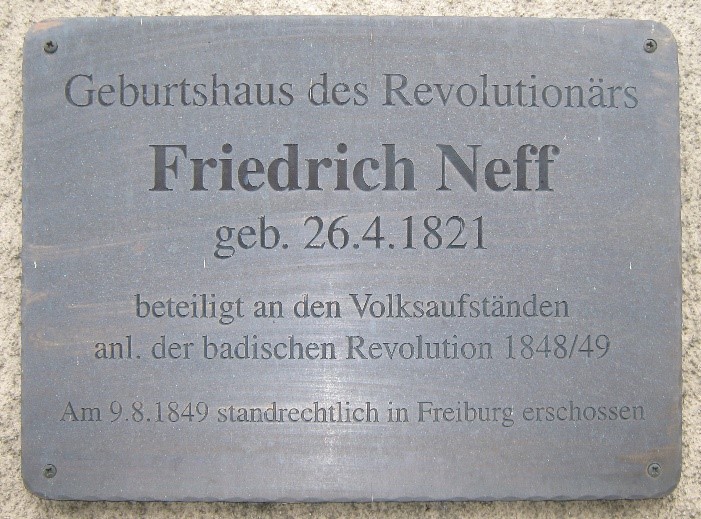 Geburtshaus des Revolutionärs
Friedrich Neff
geb. 26.4.1821
beteiligt an den Volksaufständen
anl. der badischen Revolution 1848/49
Am 9.8.1849 standrechtlich in Freiburg erschossen